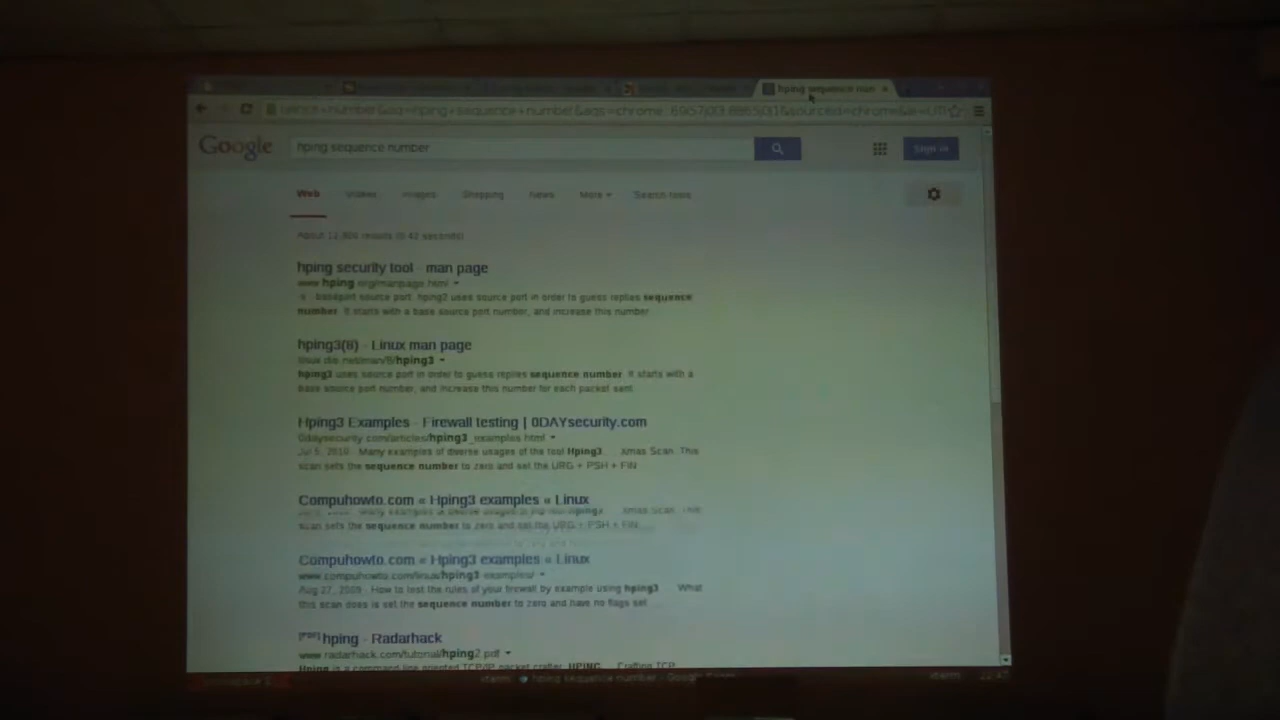 hping sequence num
Google
hping sequence number
Sign in
Web Videos Images Shopping News More Search tools
hping security tool - man page
www.hping.org/manpage.html
-s --baseport source port hping2 uses source port in order to guess replies sequence
number. It starts with a base source port number, and increase this number
hping3(8) - Linux man page
linux.die.net/man/8/hping3
hping3 uses source port in order to guess replies sequence number. It starts with a
base source port number, and increase this number for each packet sent
Hping3 Examples - Firewall testing | 0DAYsecurity.com
0daysecurity.com/articles/hping3_examples.html
Jul 5, 2010 - Many examples of diverse usages of the tool Hping3. ... Xmas Scan. This
scan sets the sequence number to zero and set the URG + PSH + FIN
Compuhowto.com « Hping3 examples « Linux
scan sets the sequence number to zero and set the URG + PSH + FIN
Compuhowto.com « Hping3 examples « Linux
www.compuhowto.com/linux/hping3-examples/
Aug 27, 2009 - How to test the rules of your firewall by example using hping3 ... What
this scan does is set the sequence number to zero and have no flags set ...
[PDF] hping - Radarhack
www.radarhack.com/tutorial/hping2.pdf
Hping is a command-line oriented TCP/IP packet crafter. HPING ... Crafting TCP
xterm hping sequence number - Google Search xterm